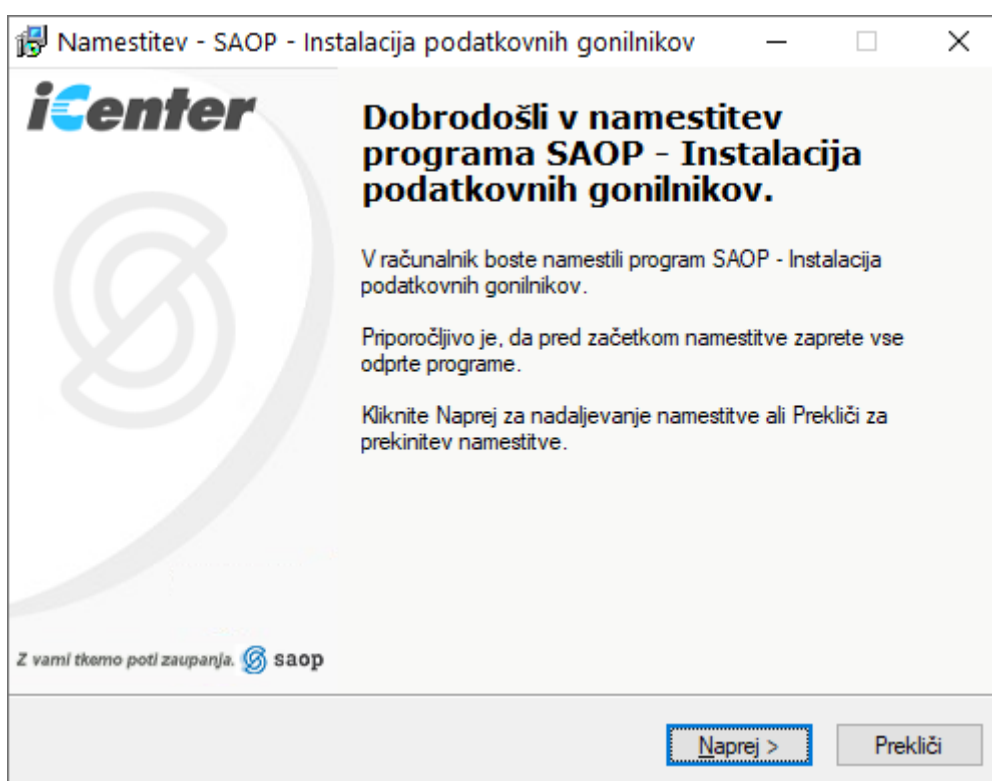 Namestitev - SAOP - Instalacija podatkovnih gonilnikov
iCenter
Dobrodošli v namestitev
programa SAOP - Instalacija
podatkovnih gonilnikov.
V računalnik boste namestili program SAOP - Instalacija
podatkovnih gonilnikov.
Priporočljivo je, da pred začetkom namestitve zaprete vse
odprte programe.
Kliknite Naprej za nadaljevanje namestitve ali Prekliči za
prekinitev namestitve.
Z vami tkemo poti zaupanja. saop
Naprej > Prekliči